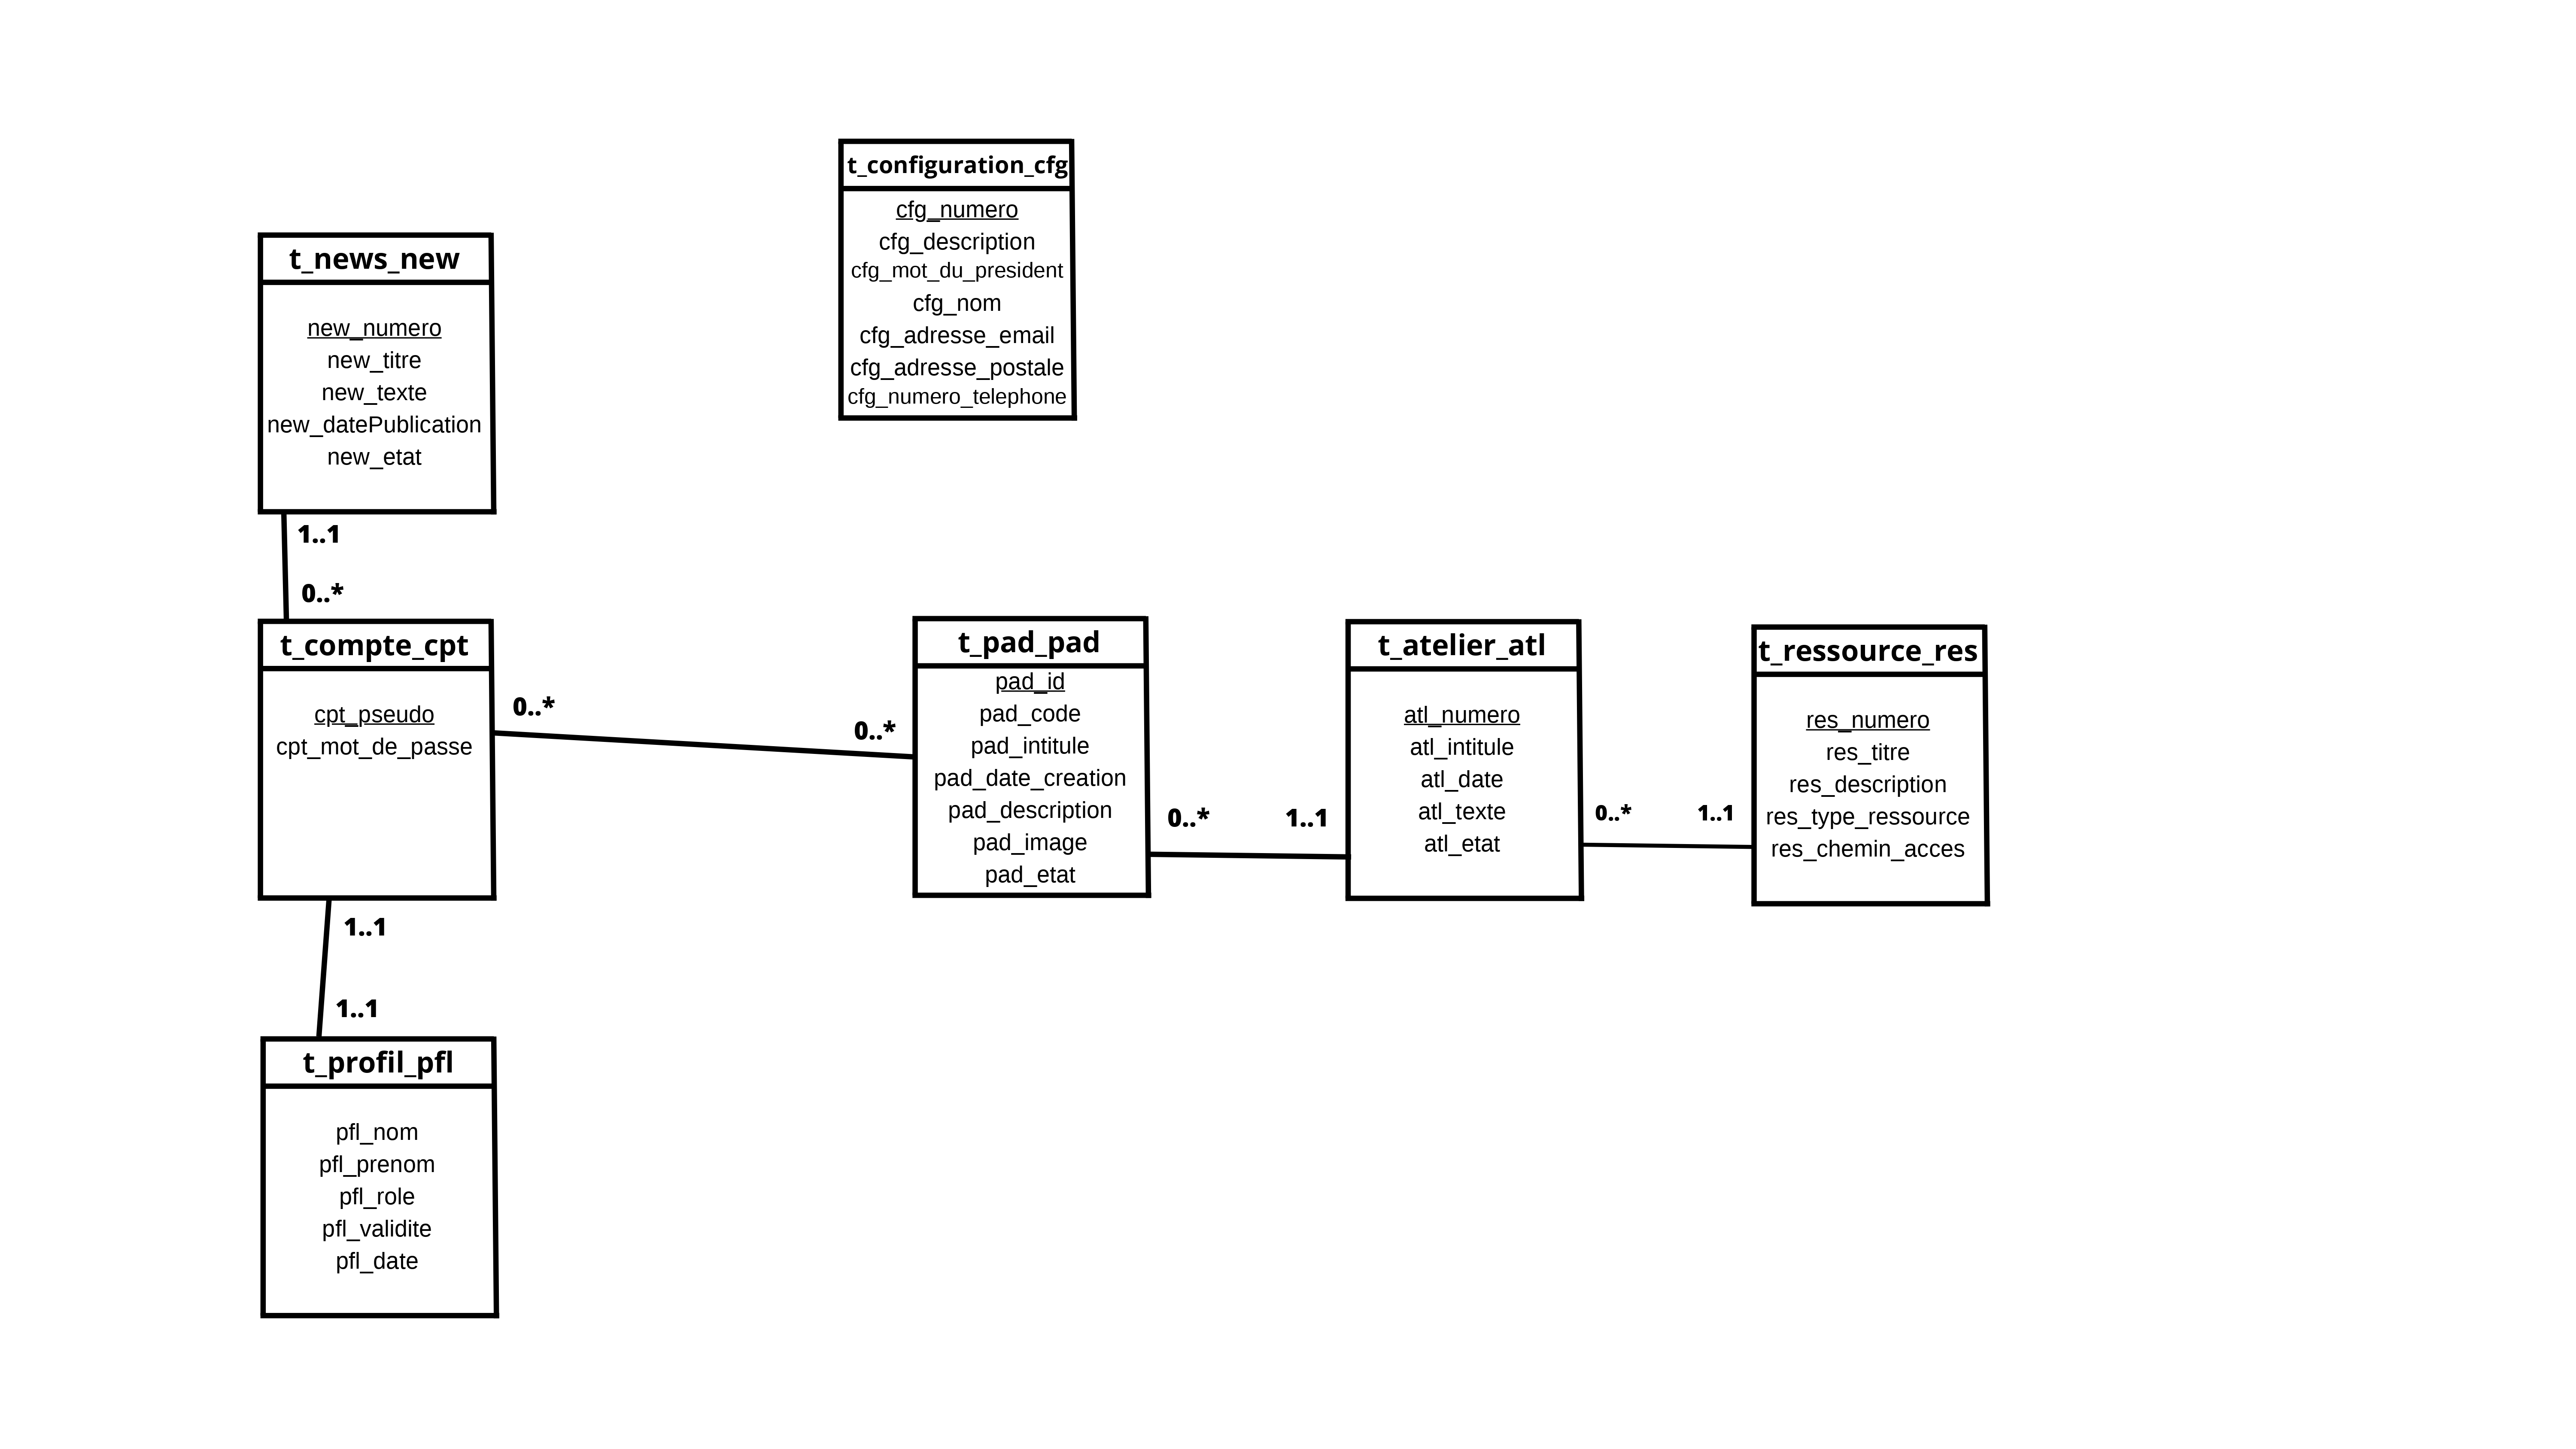 t_configuration_cfg
cfg_numero
cfg_description
cfg_mot_du_president
cfg_nom
cfg_adresse_email
cfg_adresse_postale
cfg_numero_telephone
t_news_new
new_numero
new_titre
new_texte
new_datePublication
new_etat
1..1
0..*
t_compte_cpt
cpt_pseudo
cpt_mot_de_passe
0..*
0..*
t_pad_pad
pad_id
pad_code
pad_intitule
pad_date_creation
pad_description
pad_image
pad_etat
0..*
1..1
t_atelier_atl
atl_numero
atl_intitule
atl_date
atl_texte
atl_etat
0..*
1..1
t_ressource_res
res_numero
res_titre
res_description
res_type_ressource
res_chemin_acces
1..1
1..1
t_profil_pfl
pfl_nom
pfl_prenom
pfl_role
pfl_validite
pfl_date